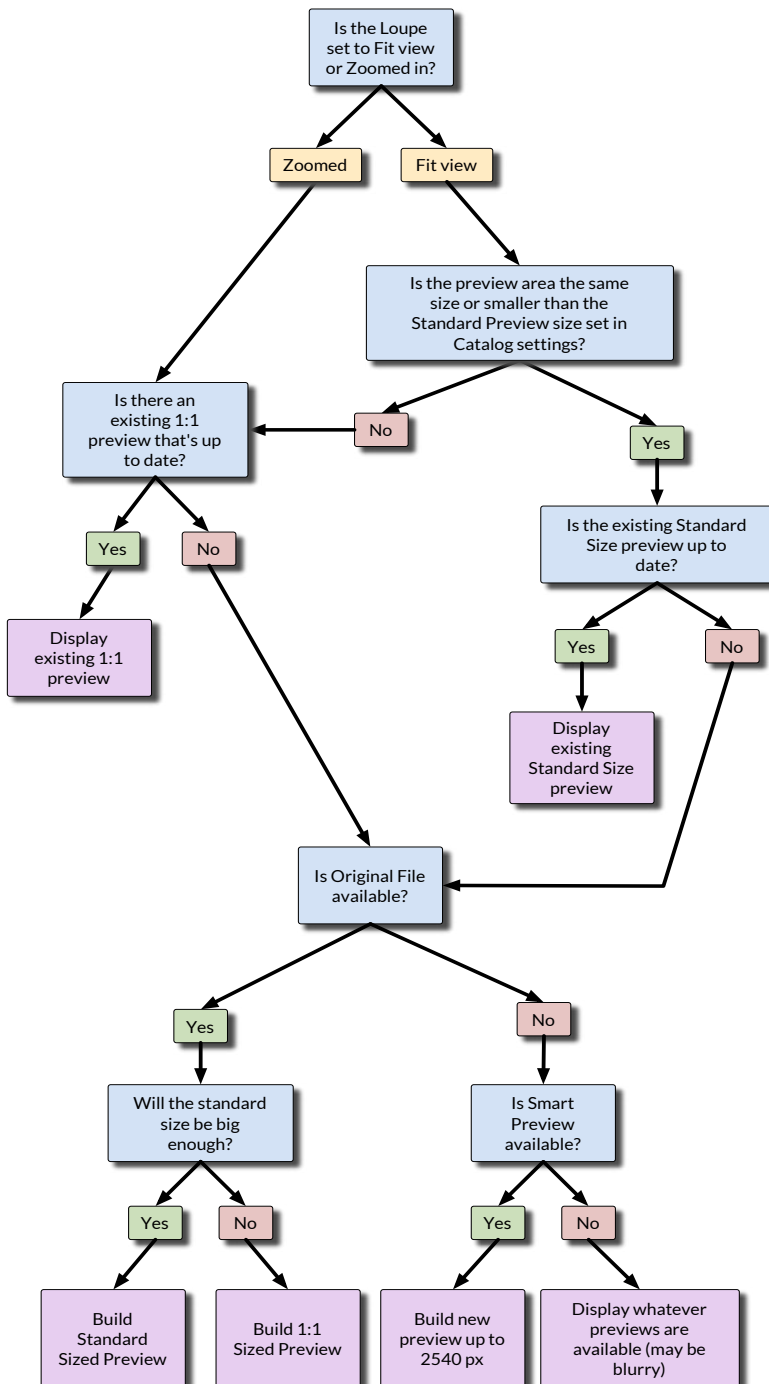 Is the Loupe
set to Fit view
or Zoomed in?
Zoomed
Fit view
Is the preview area the same
size or smaller than the
Standard Preview size set in
Catalog settings?
Is there an
existing 1:1
preview that's up
to date?
No
Yes
Is the existing Standard
Size preview up to
date?
Yes
No
Display
existing 1:1
preview
Yes
No
Display
existing
Standard Size
preview
Is Original File
available?
Yes
No
Will the standard
size be big
enough?
Is Smart
Preview
available?
Yes
No
Yes
No
Build
Standard
Sized Preview
Build 1:1
Sized Preview
Build new
preview up to
2540 px
Display whatever
previews are
available (may be
blurry)